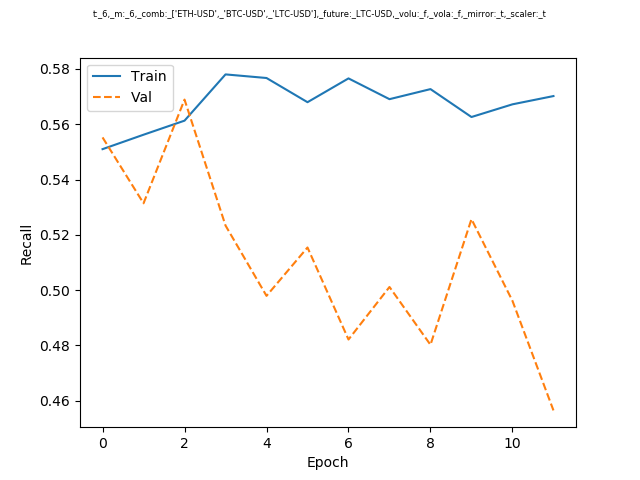 t:_6,_m:_6,_comb:_['ETH-USD',_'BTC-USD',_'LTC-USD'],_future:_LTC-USD,_volu:_f,_vola:_f,_mirror:_t,_scaler:_t
Train
Val
0.58
0.56
0.54
0.52
0.50
0.48
0.46
Recall
0 2 4 6 8 10
Epoch